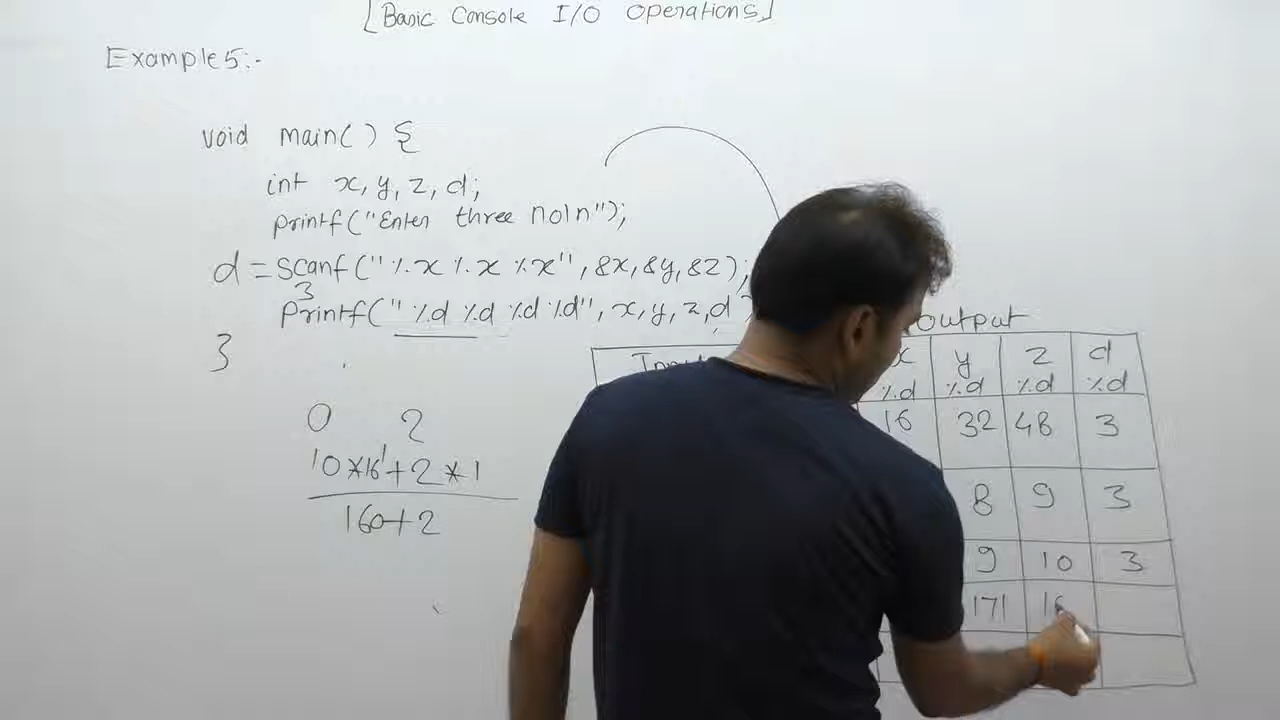 [Basic Console I/O Operations]
Example5:-
void main() {
int x, y, z, d;
printf("Enter three no\n");
d = scanf("%x %x %x", &x, &y, &z);
3
printf("%d %d %d %d", x, y, z, d
}
output
x y z d
%d %d %d %d
16 32 48 3
8 9 3
9 10 3
171 16
0 2
10*16¹+2*1
160+2